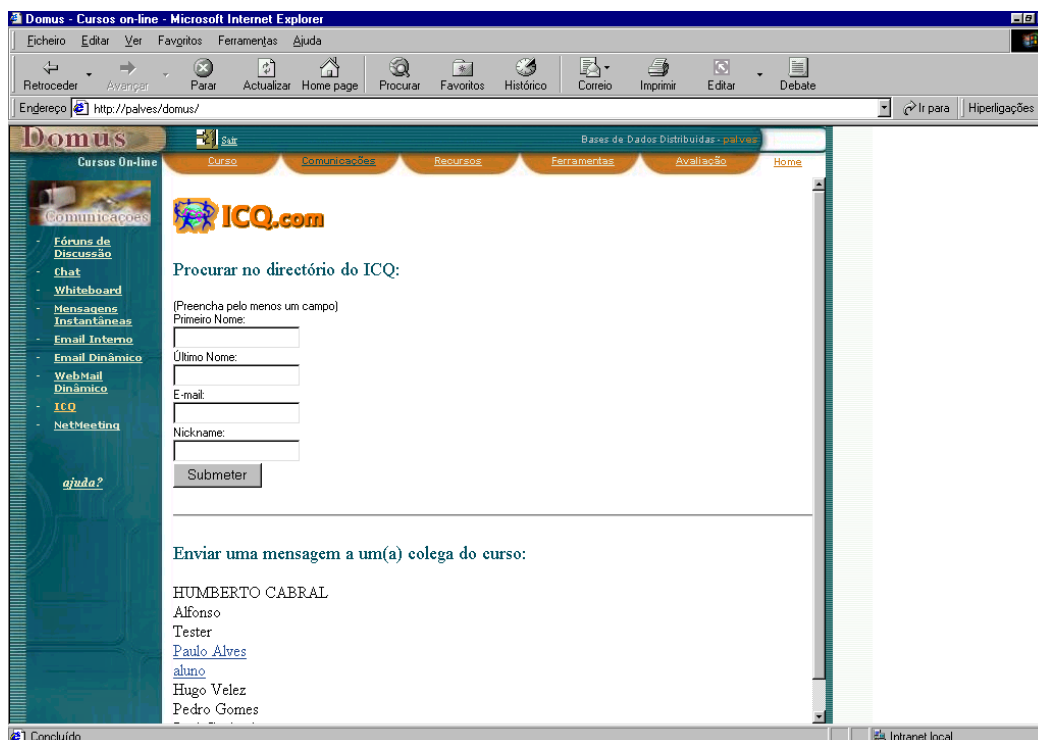 Domus - Cursos on-line - Microsoft Internet Explorer
Ficheiro Editar Ver Favoritos Ferramentas Ajuda
Retroceder Avançar Parar Actualizar Home page Procurar Favoritos Histórico Correio Imprimir Editar Debate
Endereço http://palves/domus/ Ir para Hiperligações
Domus Sair Bases de Dados Distribuidas - palves
Cursos On-line Curso Comunicações Recursos Ferramentas Avaliação Home
Comunicações
- Fóruns de
Discussão
- Chat
- Whiteboard
- Mensagens
Instantâneas
- Email Interno
- Email Dinâmico
- WebMail
Dinâmico
- ICQ
- NetMeeting
ajuda?
ICQ.com
Procurar no directório do ICQ:
(Preencha pelo menos um campo)
Primeiro Nome:
Último Nome:
E-mail:
Nickname:
Submeter
Enviar uma mensagem a um(a) colega do curso:
HUMBERTO CABRAL
Alfonso
Tester
Paulo Alves
aluno
Hugo Velez
Pedro Gomes
Concluído Intranet local